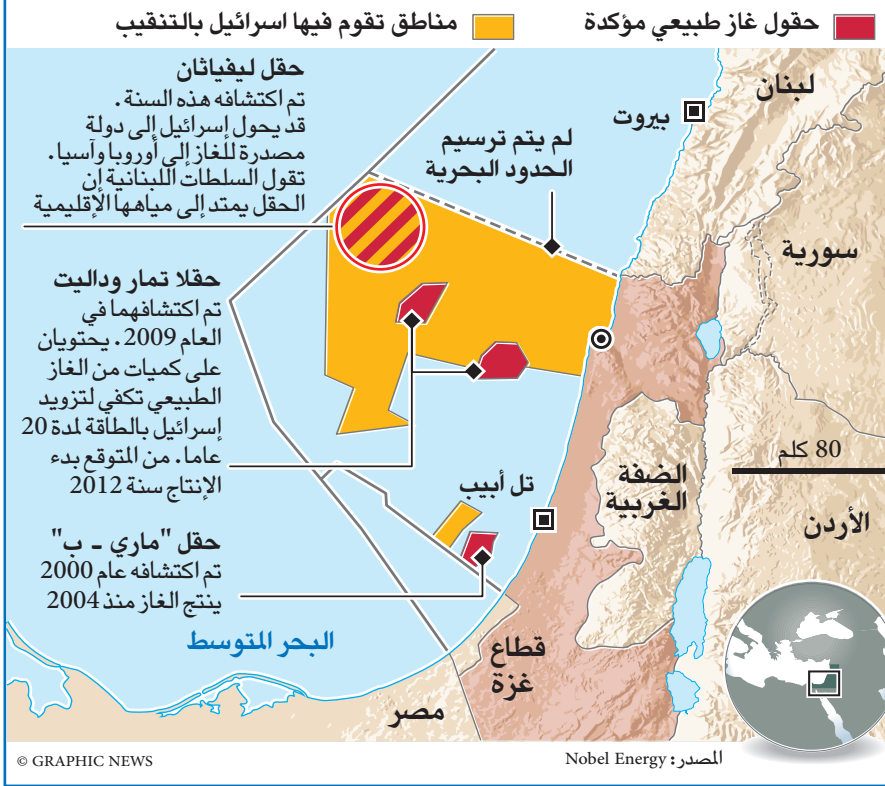 حقول غاز طبيعي مؤكدة
مناطق تقوم فيها اسرائيل بالتنقيب
حقل ليفياثان
تم اكتشافه هذه السنة.
قد يحول إسرائيل إلى دولة
مصدرة للغاز إلى أوروبا وآسيا.
تقول السلطات اللبنانية ان
الحقل يمتد إلى مياهها الإقليمية
لبنان
بيروت
لم يتم ترسيم
الحدود البحرية
سورية
حقلا تمار وداليت
تم اكتشافهما في
العام 2009. يحتويان
على كميات من الغاز
الطبيعي تكفي لتزويد
إسرائيل بالطاقة لمدة 20
عاما. من المتوقع بدء
الإنتاج سنة 2012
80 كلم
الضفة
الغربية
تل أبيب
الأردن
حقل "ماري - ب"
تم اكتشافه عام 2000
ينتج الغاز منذ 2004
البحر المتوسط
قطاع
غزة
مصر
المصدر: Nobel Energy
© GRAPHIC NEWS